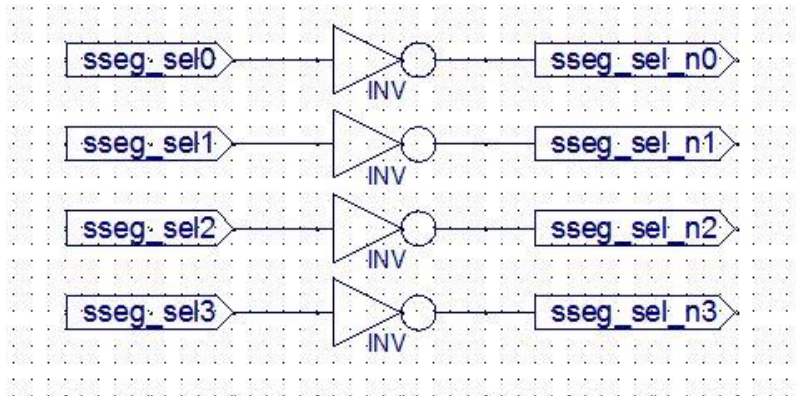 sseg_sel0 sseg_sel_n0
INV
sseg_sel1 sseg_sel_n1
INV
sseg_sel2 sseg_sel_n2
INV
sseg_sel3 sseg_sel_n3
INV